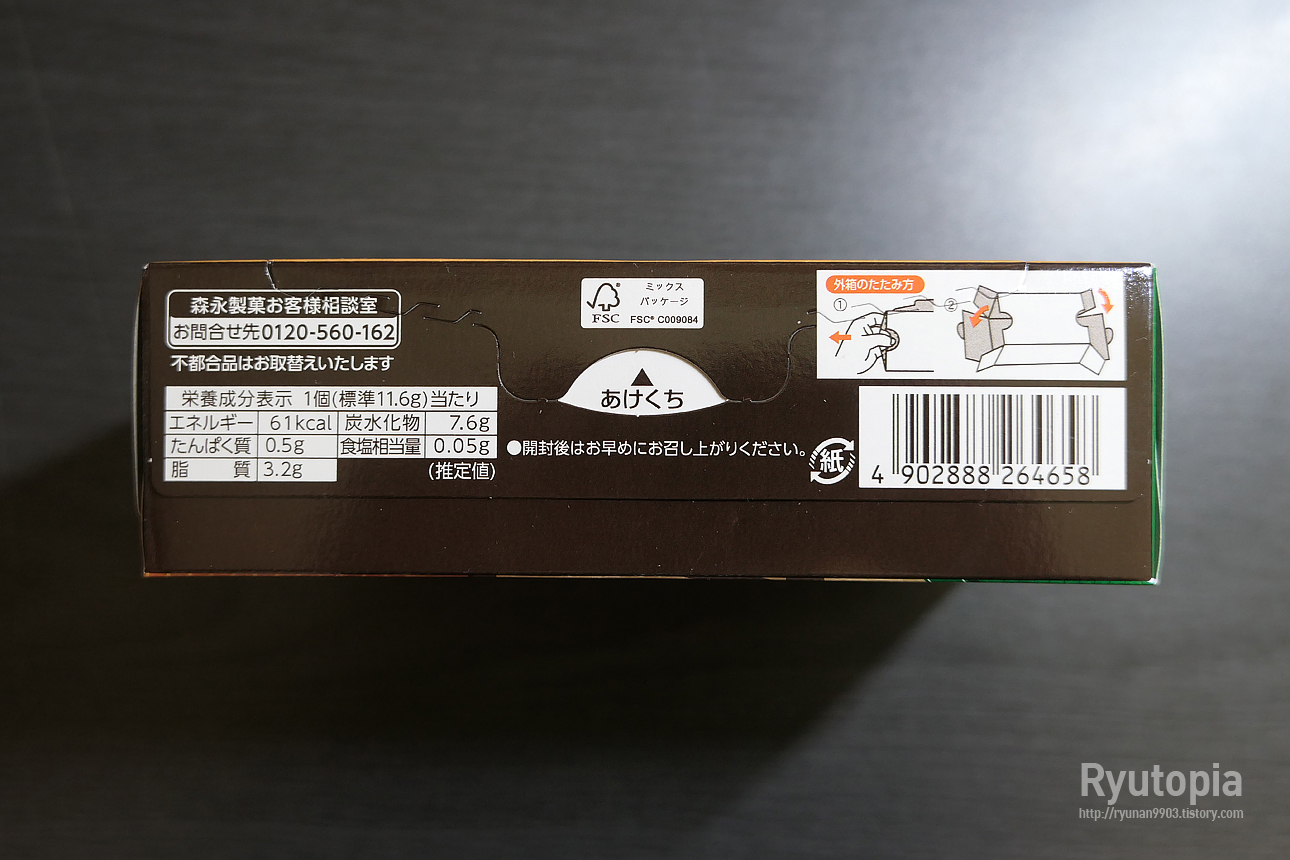 森永製菓お客様相談室
お問合せ先0120-560-162
不都合品はお取替えいたします
栄養成分表示 1個(標準11.6g)当たり
エネルギー 61kcal 炭水化物 7.6g
たんぱく質 0.5g 食塩相当量 0.05g
脂質 3.2g (推定値)
FSC
ミックス
パッケージ
FSC® C009084
▲
あけくち
●開封後はお早めにお召し上がりください。
紙
外箱のたたみ方
① ②
4 902888 264658
Ryutopia
http://ryunan9903.tistory.com